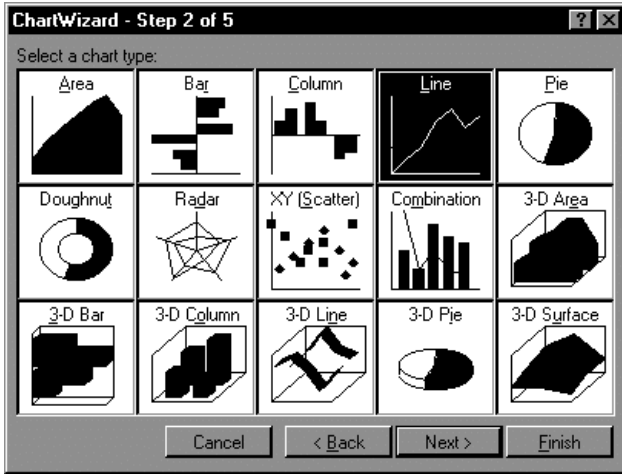 ChartWizard - Step 2 of 5
Select a chart type:
Area Bar Column Line Pie
Doughnut Radar XY (Scatter) Combination 3-D Area
3-D Bar 3-D Column 3-D Line 3-D Pie 3-D Surface
Cancel < Back Next > Finish